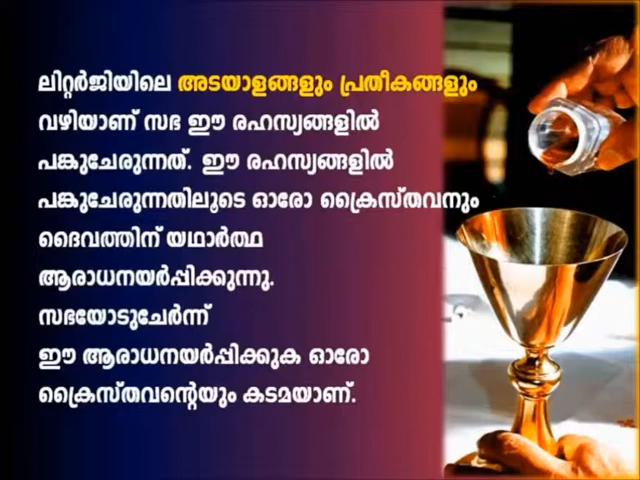 ലിറ്റർജിയിലെ അടയാളങ്ങളും പ്രതീകങ്ങളും
വഴിയാണ് സഭ ഈ രഹസ്യങ്ങളിൽ
പങ്കുചേരുന്നത്. ഈ രഹസ്യങ്ങളിൽ
പങ്കുചേരുന്നതിലൂടെ ഓരോ ക്രൈസ്തവനും
ദൈവത്തിന് യഥാർത്ഥ
ആരാധനയർപ്പിക്കുന്നു.
സഭയോടുചേർന്ന്
ഈ ആരാധനയർപ്പിക്കുക ഓരോ
ക്രൈസ്തവന്റെയും കടമയാണ്.